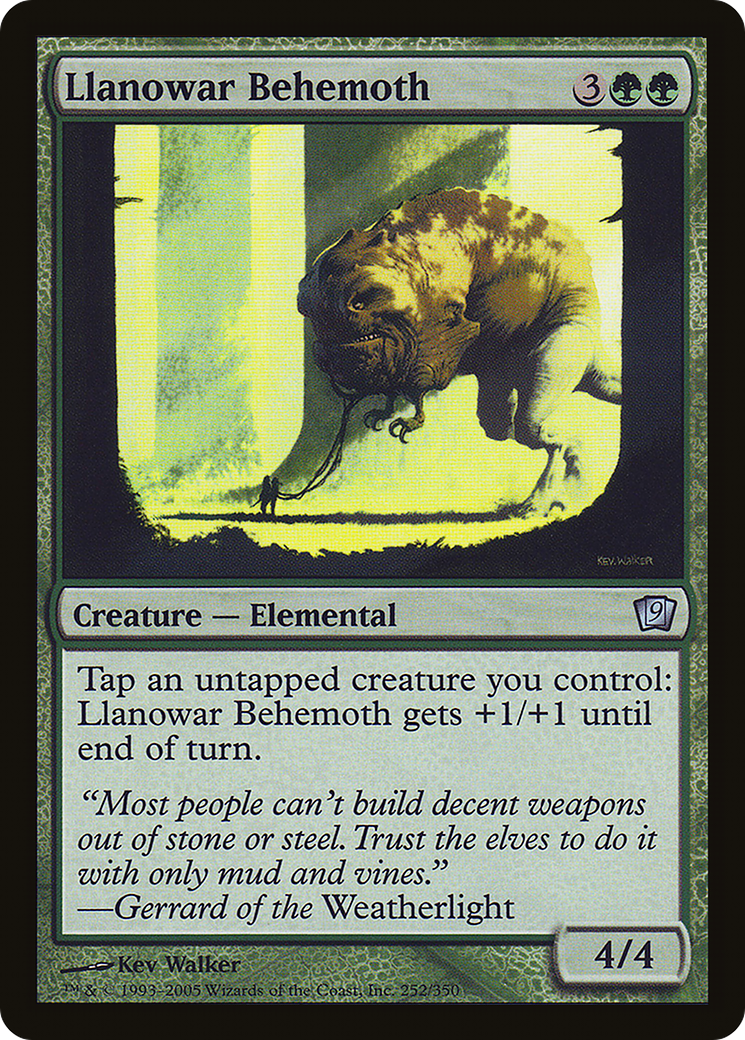 Llanowar Behemoth 3
KEV. WALKER
Creature — Elemental 9
Tap an untapped creature you control:
Llanowar Behemoth gets +1/+1 until
end of turn.
“Most people can’t build decent weapons
out of stone or steel. Trust the elves to do it
with only mud and vines.”
—Gerrard of the Weatherlight
4/4
Kev Walker
™ & © 1993–2005 Wizards of the Coast, Inc. 252/350